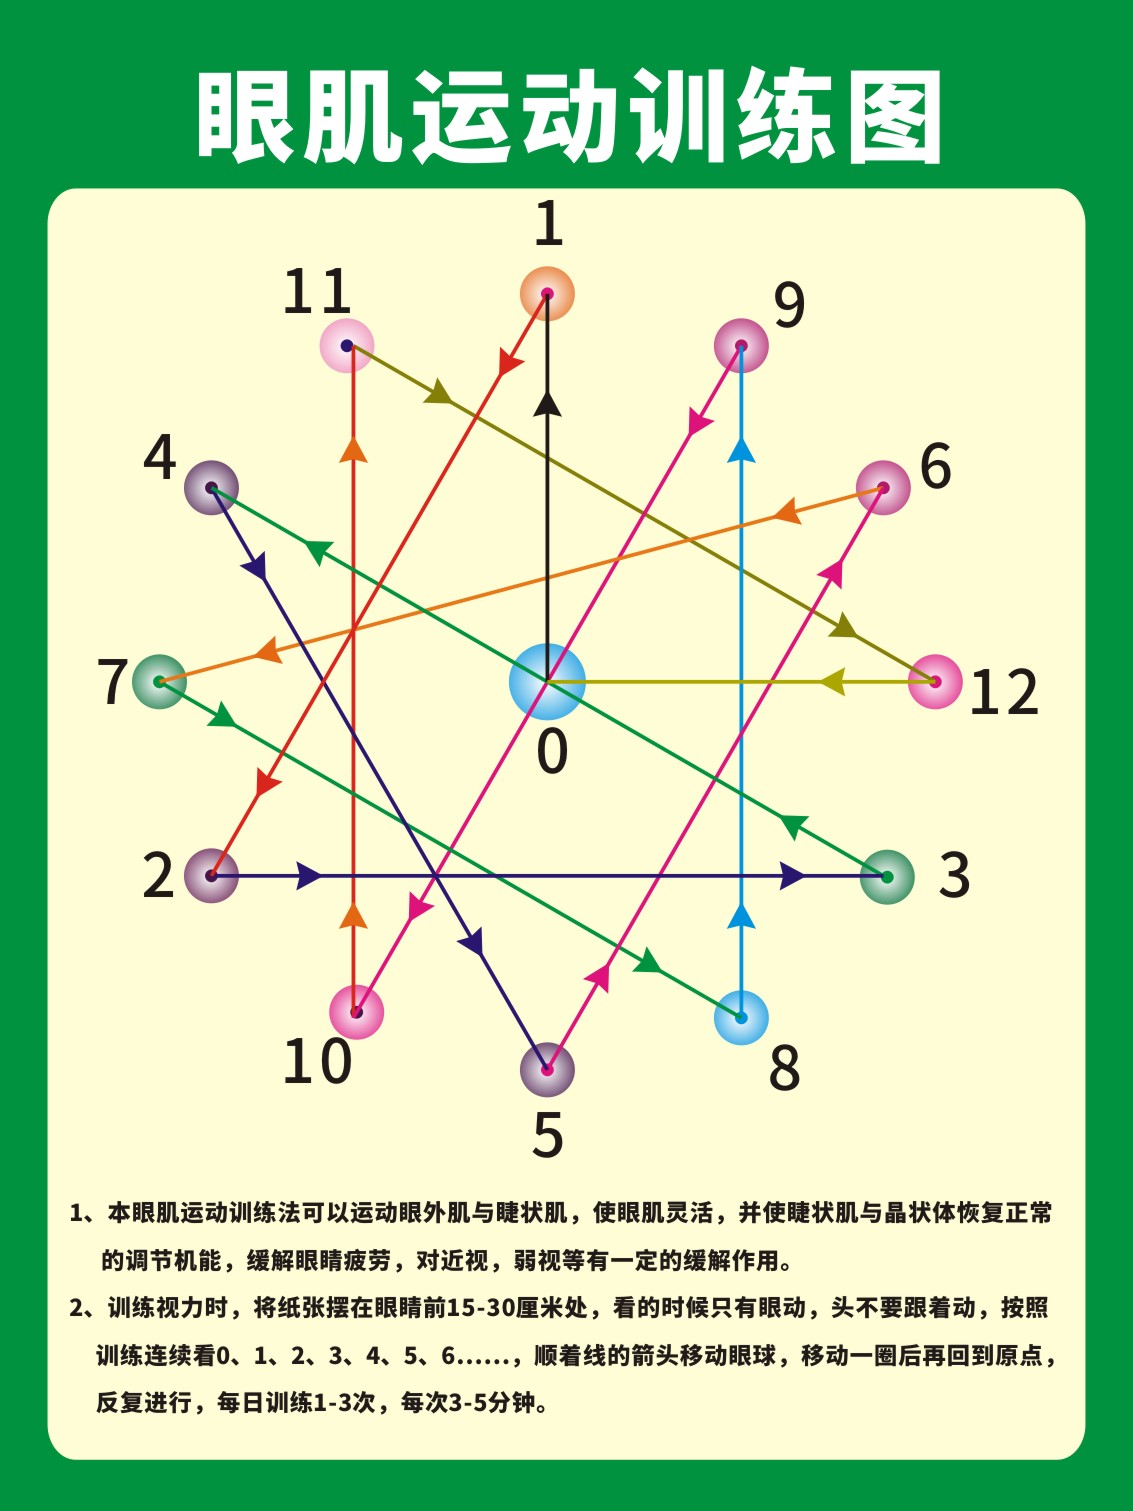 眼肌运动训练图
1
11
9
4
6
7
12
0
2
3
10
8
5
1、本眼肌运动训练法可以运动眼外肌与睫状肌，使眼肌灵活，并使睫状肌与晶状体恢复正常
的调节机能，缓解眼睛疲劳，对近视，弱视等有一定的缓解作用。
2、训练视力时，将纸张摆在眼睛前15-30厘米处，看的时候只有眼动，头不要跟着动，按照
训练连续看0、1、2、3、4、5、6......，顺着线的箭头移动眼球，移动一圈后再回到原点，
反复进行，每日训练1-3次，每次3-5分钟。